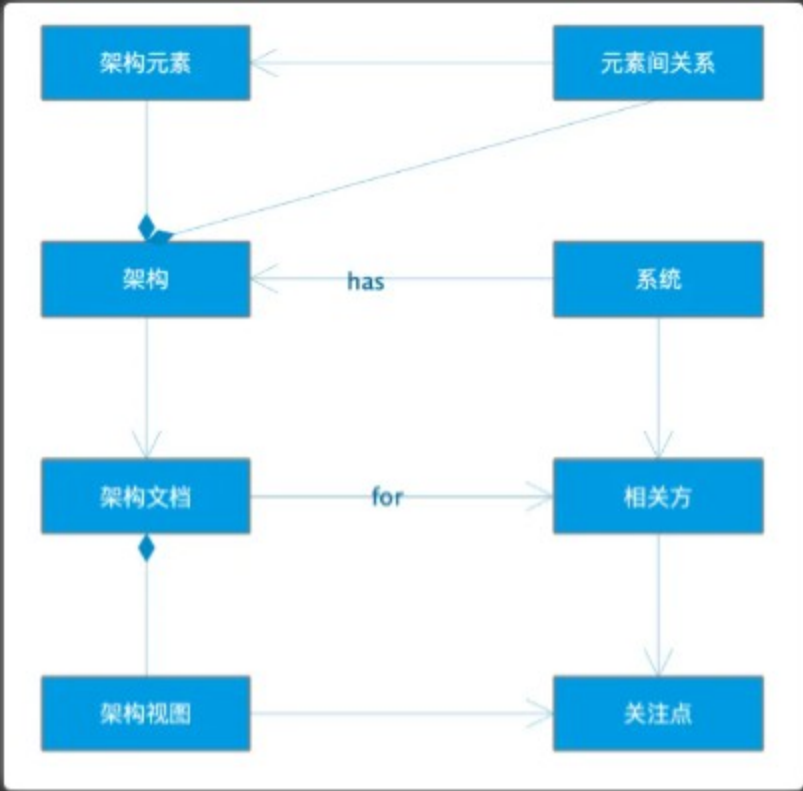 架构元素
元素间关系
架构
has
系统
架构文档
for
相关方
架构视图
关注点